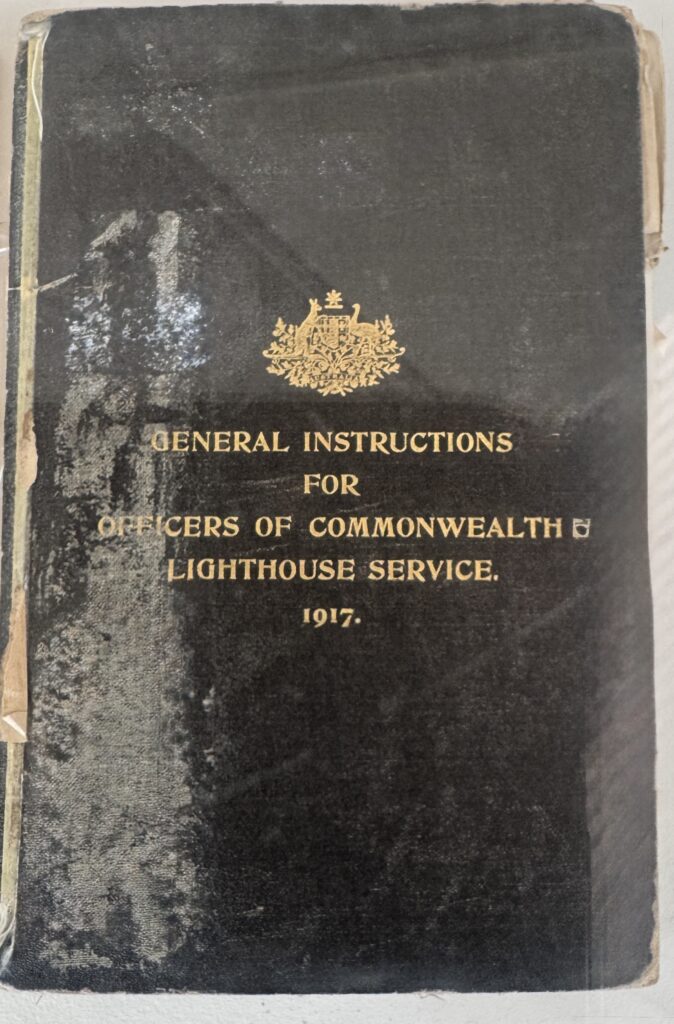 GENERAL INSTRUCTIONS
FOR
OFFICERS OF COMMONWEALTH
LIGHTHOUSE SERVICE.
1917.